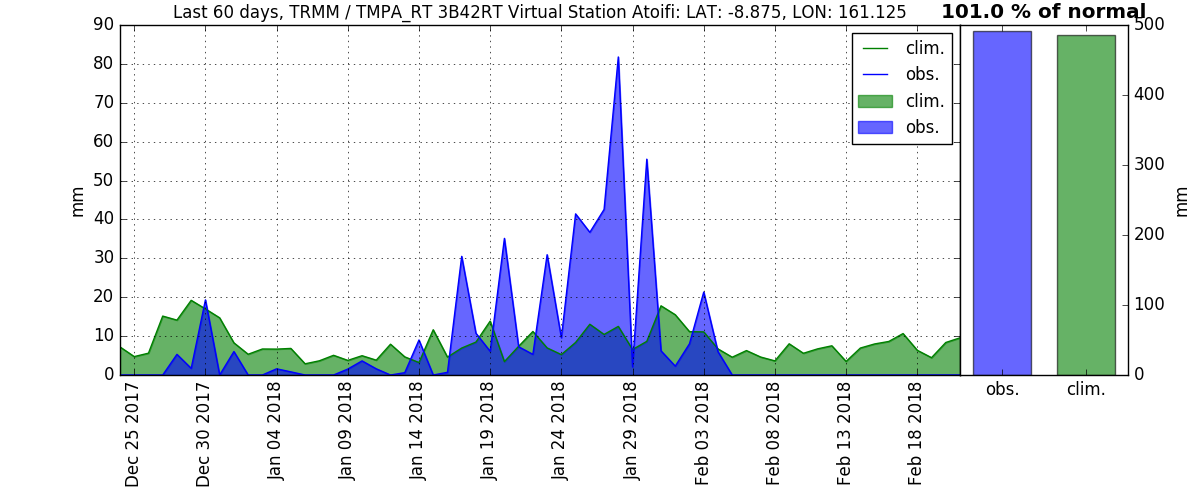 Last 60 days, TRMM / TMPA_RT 3B42RT Virtual Station Atoifi: LAT: -8.875, LON: 161.125
101.0 % of normal
90
80
70
60
50
40
30
20
10
0
mm
clim.
obs.
clim.
obs.
Dec 25 2017
Dec 30 2017
Jan 04 2018
Jan 09 2018
Jan 14 2018
Jan 19 2018
Jan 24 2018
Jan 29 2018
Feb 03 2018
Feb 08 2018
Feb 13 2018
Feb 18 2018
500
400
300
200
100
0
mm
obs.
clim.